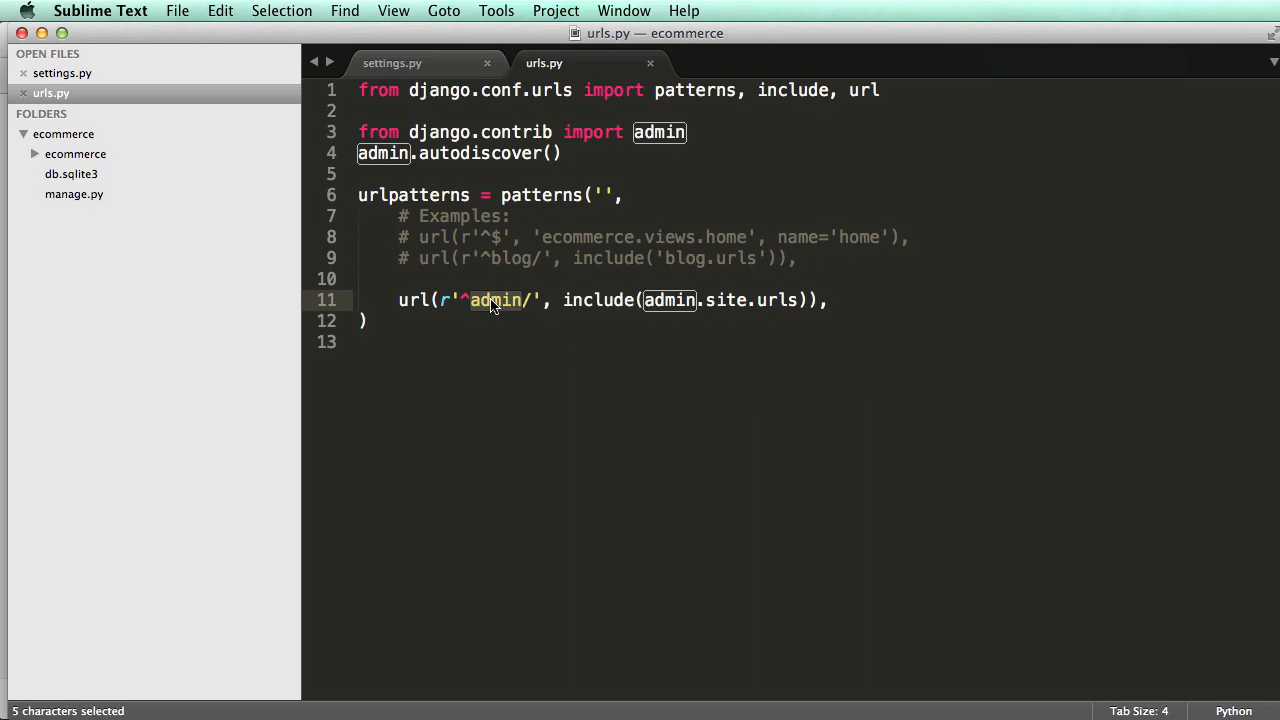 Sublime Text File Edit Selection Find View Goto Tools Project Window Help
urls.py — ecommerce
OPEN FILES
settings.py
urls.py
FOLDERS
ecommerce
ecommerce
db.sqlite3
manage.py
settings.py urls.py
1 from django.conf.urls import patterns, include, url
2
3 from django.contrib import admin
4 admin.autodiscover()
5
6 urlpatterns = patterns('',
7 # Examples:
8 # url(r'^$', 'ecommerce.views.home', name='home'),
9 # url(r'^blog/', include('blog.urls')),
10
11 url(r'^admin/', include(admin.site.urls)),
12 )
13
5 characters selected Tab Size: 4 Python